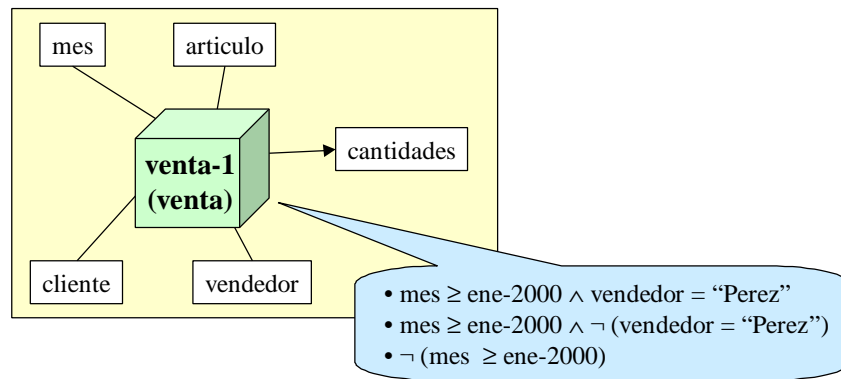 mes
articulo
venta-1
(venta)
cantidades
cliente
vendedor
• mes ≥ ene-2000 ∧ vendedor = “Perez”
• mes ≥ ene-2000 ∧ ¬ (vendedor = “Perez”)
• ¬ (mes ≥ ene-2000)